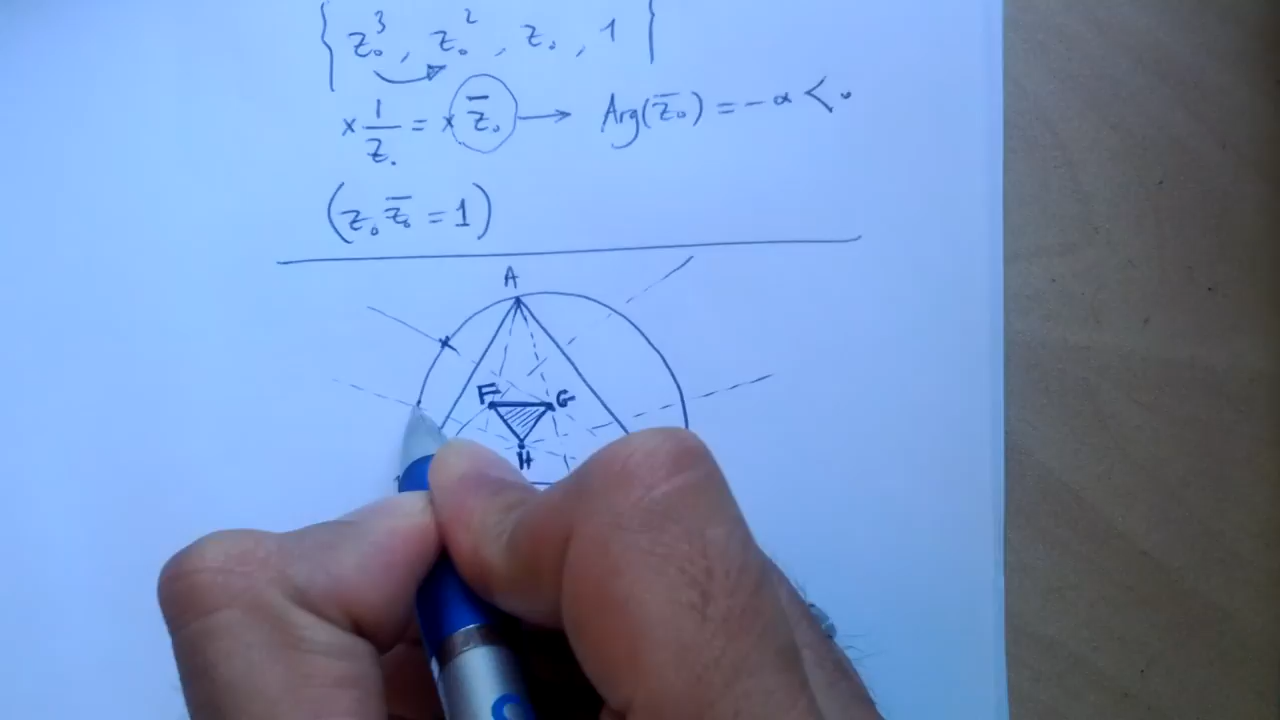 { z₀³, z₀², z₀, 1 }
× 1/z₀ = × z̄₀ → Arg(z̄₀) = -α < 0
(z₀ z̄₀ = 1)
A
F G
H